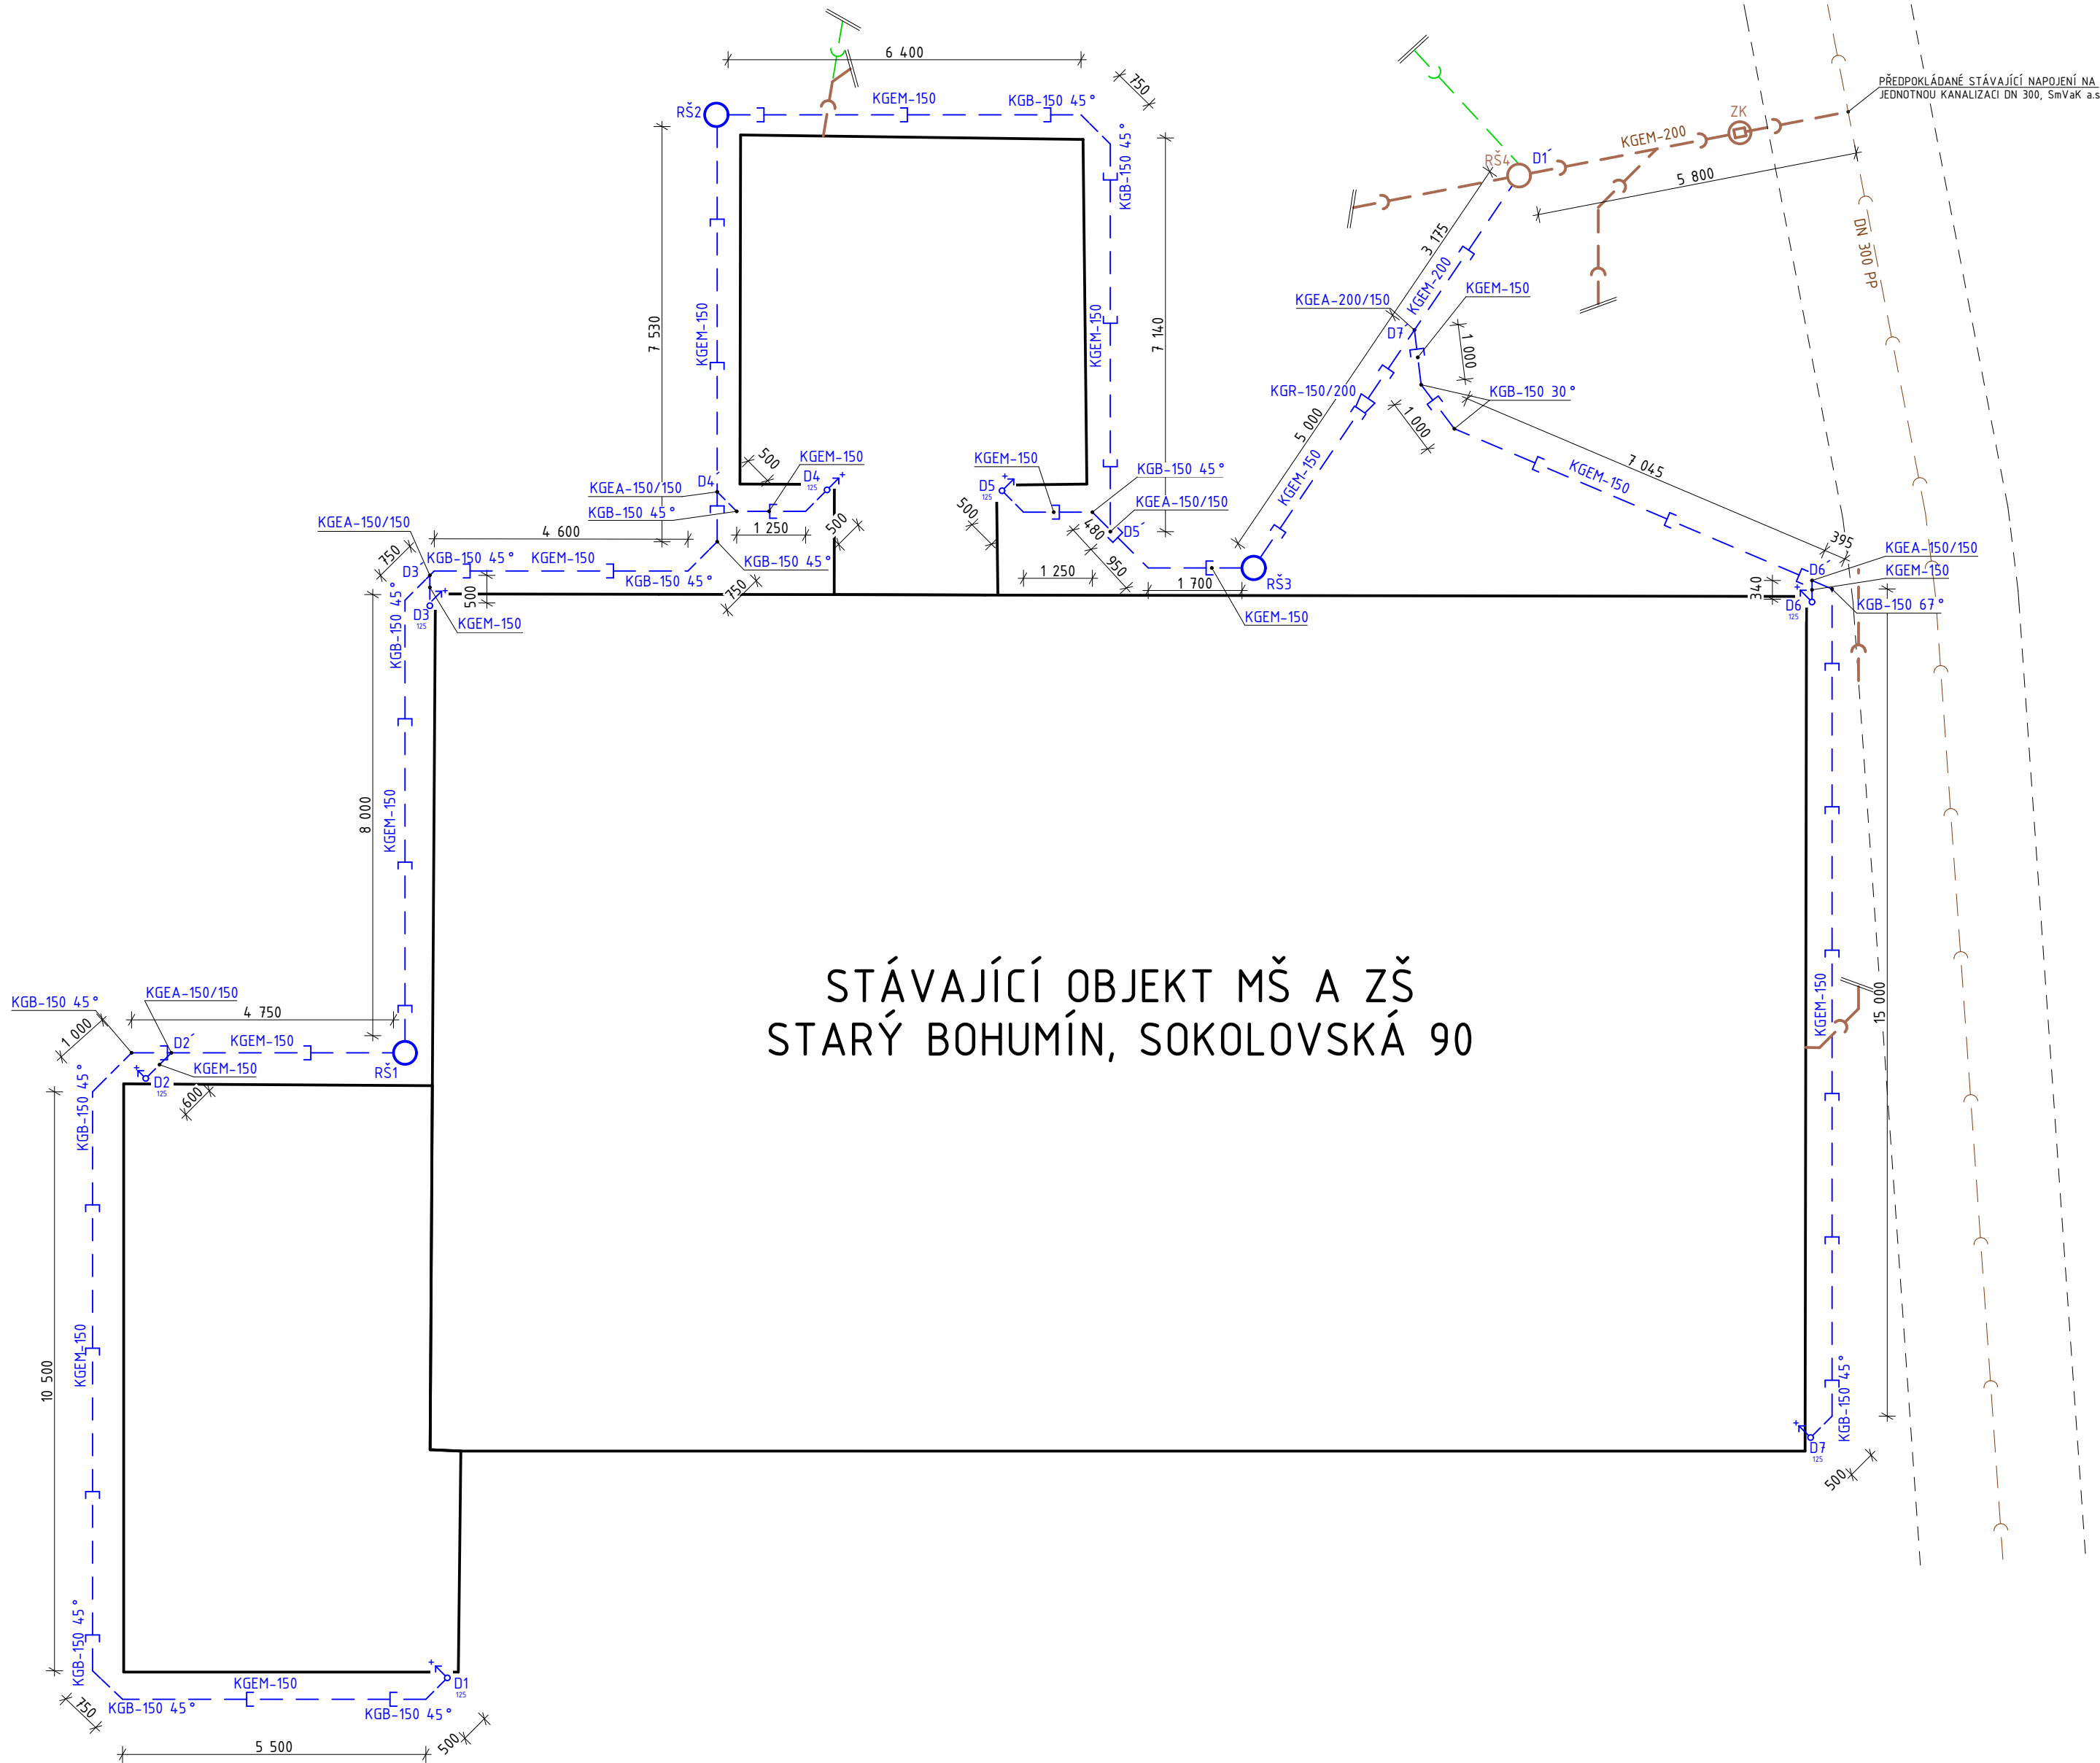 6 400
750
KGEM-150
KGB-150 45°
RŠ2
KGB-150 45°
PŘEDPOKLÁDANÉ STÁVAJÍCÍ NAPOJENÍ NA
JEDNOTNOU KANALIZACI DN 300, SmVaK a.s
ZK
KGEM-200
RŠ4
D1´
5 800
DN 300 PP
3 175
KGEM-200
KGEM-150
KGEA-200/150
D7´
1 000
KGR-150/200
KGB-150 30°
1 000
5 000
7 045
KGEM-150
KGEM-150
7 530
KGEM-150
KGEM-150
7 140
500
KGEM-150
D4´
D4
125
KGEA-150/150
KGB-150 45°
1 250
500
KGEM-150
D5
125
KGB-150 45°
KGEA-150/150
500
480
D5´
950
1 250
1 700
RŠ3
KGEM-150
KGEA-150/150
4 600
750
KGB-150 45°
KGEM-150
KGB-150 45°
KGB-150 45°
750
D3´
500
D3
125
KGB-150 45°
KGEM-150
395
KGEA-150/150
D6´
KGEM-150
340
D6
125
KGB-150 67°
8 000
KGEM-150
STÁVAJÍCÍ OBJEKT MŠ A ZŠ
STARÝ BOHUMÍN, SOKOLOVSKÁ 90
KGEM-150
15 000
KGEA-150/150
KGB-150 45°
4 750
1 000
D2´
KGEM-150
RŠ1
KGEM-150
D2
125
600
KGB-150 45°
10 500
KGEM-150
KGB-150 45°
D7
125
500
KGB-150 45°
KGEM-150
D1
125
KGB-150 45°
KGB-150 45°
750
500
5 500